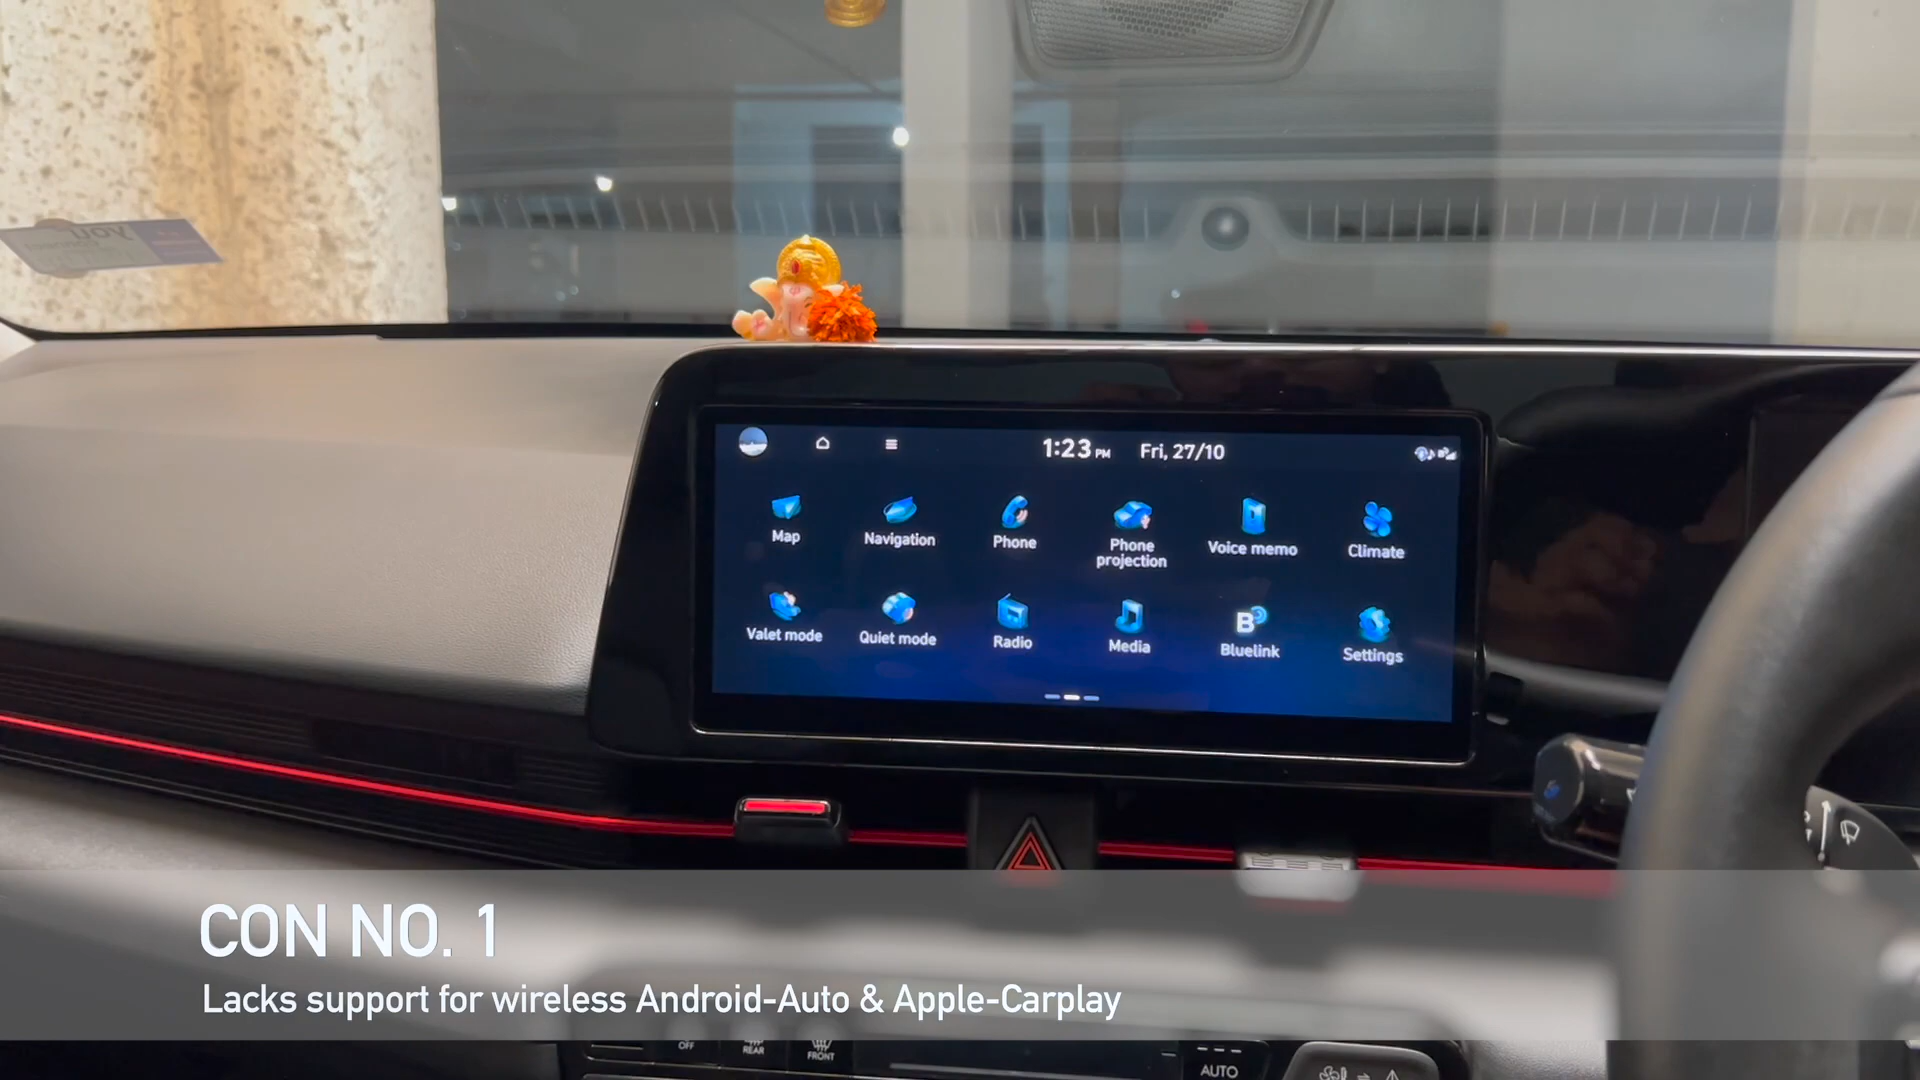 1:23 PM Fri, 27/10
Map
Navigation
Phone
Phone
projection
Voice memo
Climate
Valet mode
Quiet mode
Radio
Media
Bluelink
Settings
CON NO. 1
Lacks support for wireless Android-Auto & Apple-Carplay
OFF
REAR
FRONT
AUTO